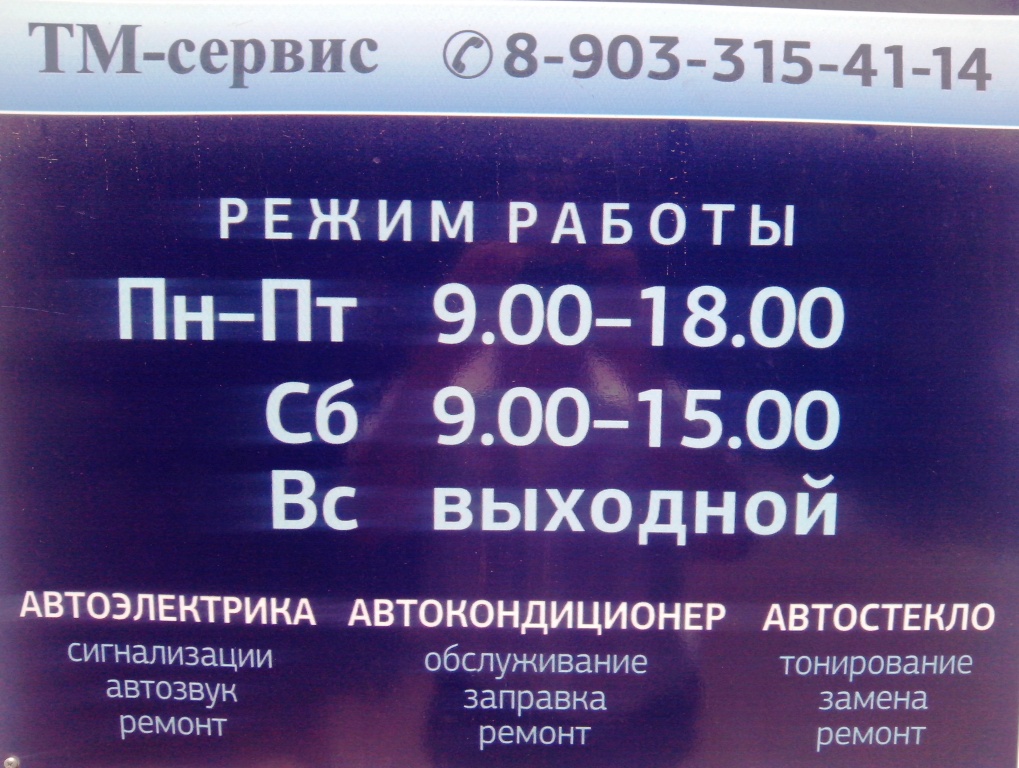 ТМ-сервис ✆8-903-315-41-14
РЕЖИМ РАБОТЫ
Пн–Пт 9.00–18.00
Сб 9.00–15.00
Вс выходной
АВТОЭЛЕКТРИКА АВТОКОНДИЦИОНЕР АВТОСТЕКЛО
сигнализации обслуживание тонирование
автозвук заправка замена
ремонт ремонт ремонт